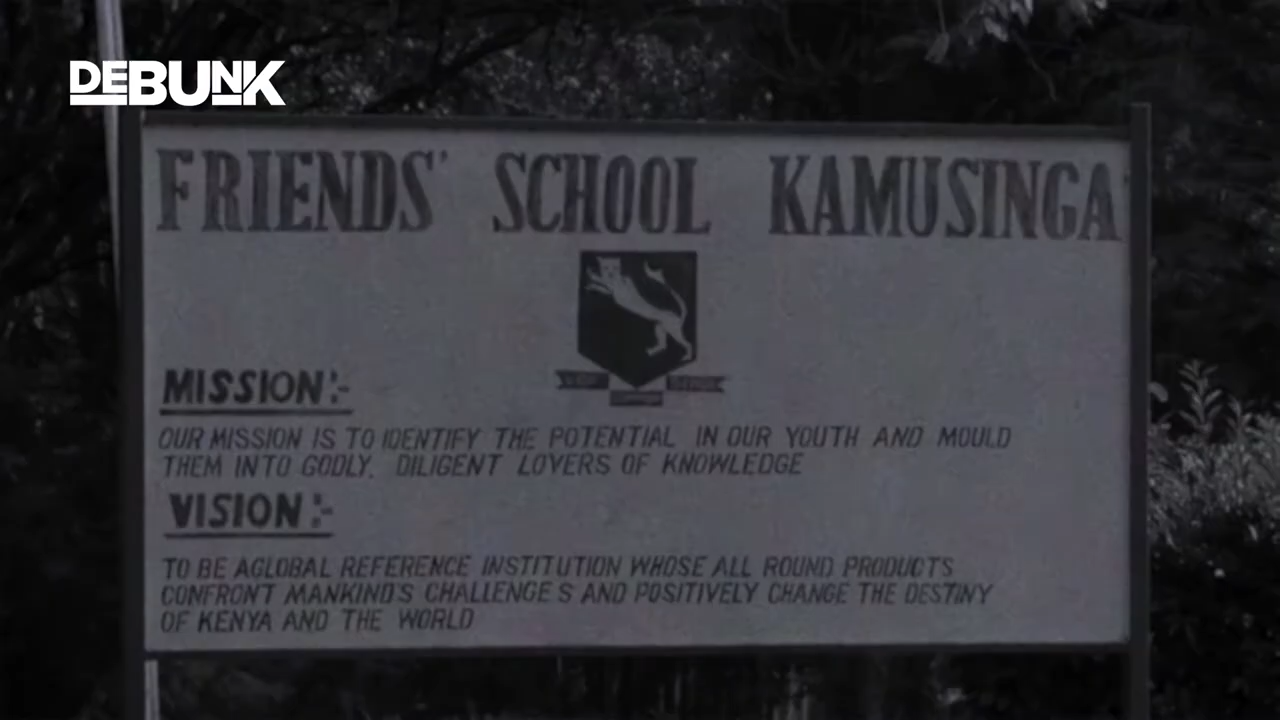 DEBUNK
FRIENDS' SCHOOL KAMUSINGA
MISSION:-
OUR MISSION IS TO IDENTIFY THE POTENTIAL IN OUR YOUTH AND MOULD
THEM INTO GODLY, DILIGENT LOVERS OF KNOWLEDGE
VISION:-
TO BE AGLOBAL REFERENCE INSTITUTION WHOSE ALL ROUND PRODUCTS
CONFRONT MANKIND'S CHALLENGE S AND POSITIVELY CHANGE THE DESTINY
OF KENYA AND THE WORLD